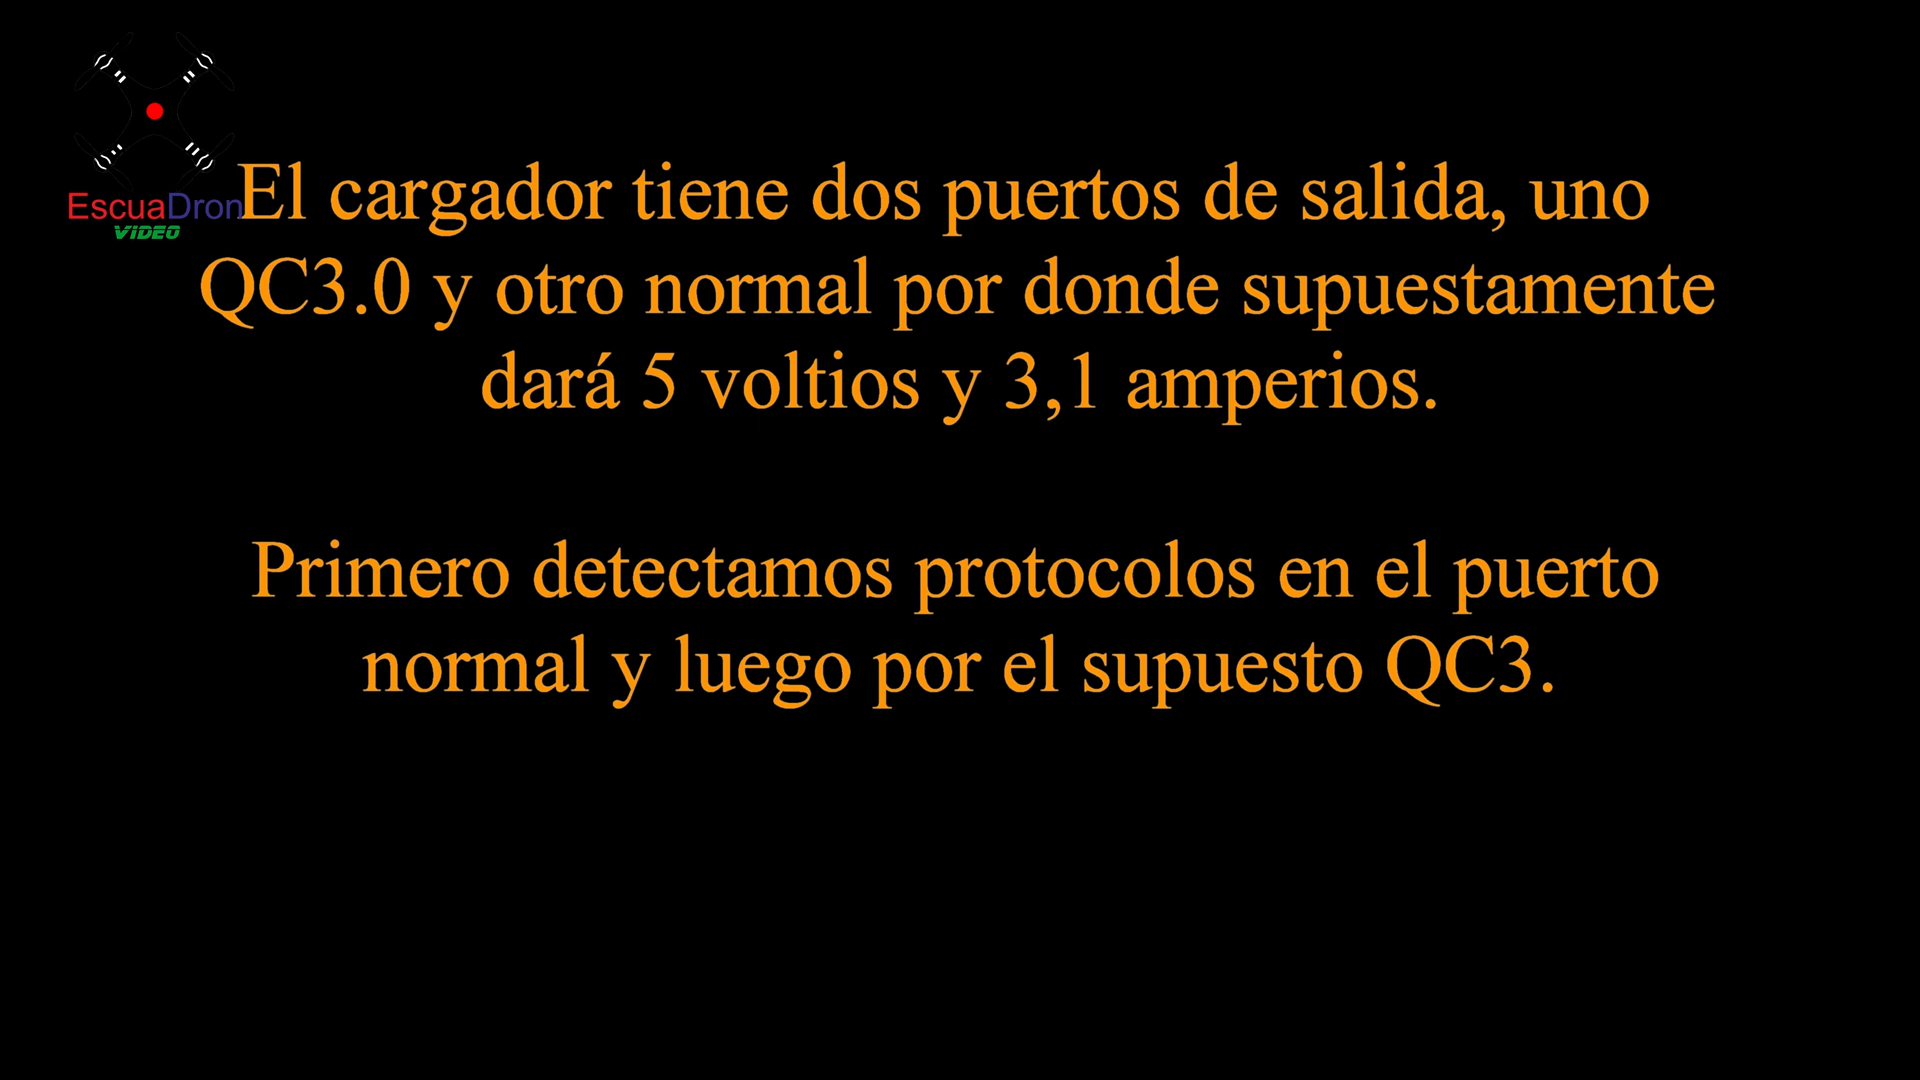 EscuaDron
VIDEO
El cargador tiene dos puertos de salida, uno
QC3.0 y otro normal por donde supuestamente
dará 5 voltios y 3,1 amperios.
Primero detectamos protocolos en el puerto
normal y luego por el supuesto QC3.